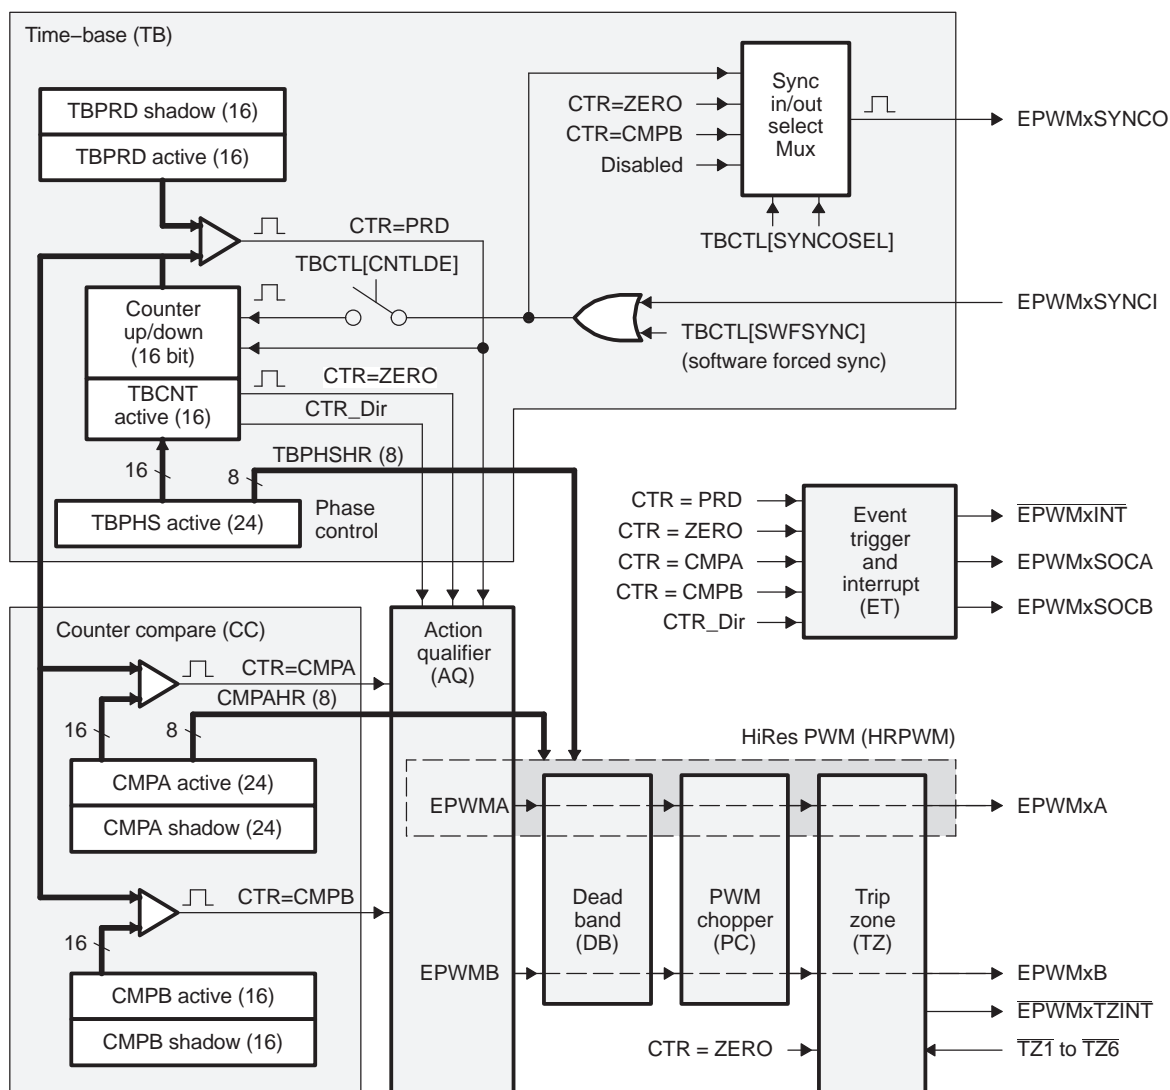 Time−base (TB)
TBPRD shadow (16)
TBPRD active (16)
CTR=PRD
TBCTL[CNTLDE]
Counter
up/down
(16 bit)
TBCNT
active (16)
CTR=ZERO
CTR_Dir
16
8
TBPHSHR (8)
TBPHS active (24)
Phase
control
CTR=ZERO
CTR=CMPB
Disabled
Sync
in/out
select
Mux
TBCTL[SYNCOSEL]
EPWMxSYNCO
EPWMxSYNCI
TBCTL[SWFSYNC]
(software forced sync)
CTR = PRD
CTR = ZERO
CTR = CMPA
CTR = CMPB
CTR_Dir
Event
trigger
and
interrupt
(ET)
EPWMxINT
EPWMxSOCA
EPWMxSOCB
Counter compare (CC)
CTR=CMPA
CMPAHR (8)
16
8
CMPA active (24)
CMPA shadow (24)
CTR=CMPB
16
CMPB active (16)
CMPB shadow (16)
Action
qualifier
(AQ)
EPWMA
EPWMB
HiRes PWM (HRPWM)
Dead
band
(DB)
PWM
chopper
(PC)
Trip
zone
(TZ)
CTR = ZERO
EPWMxA
EPWMxB
EPWMxTZINT
TZ1 to TZ6